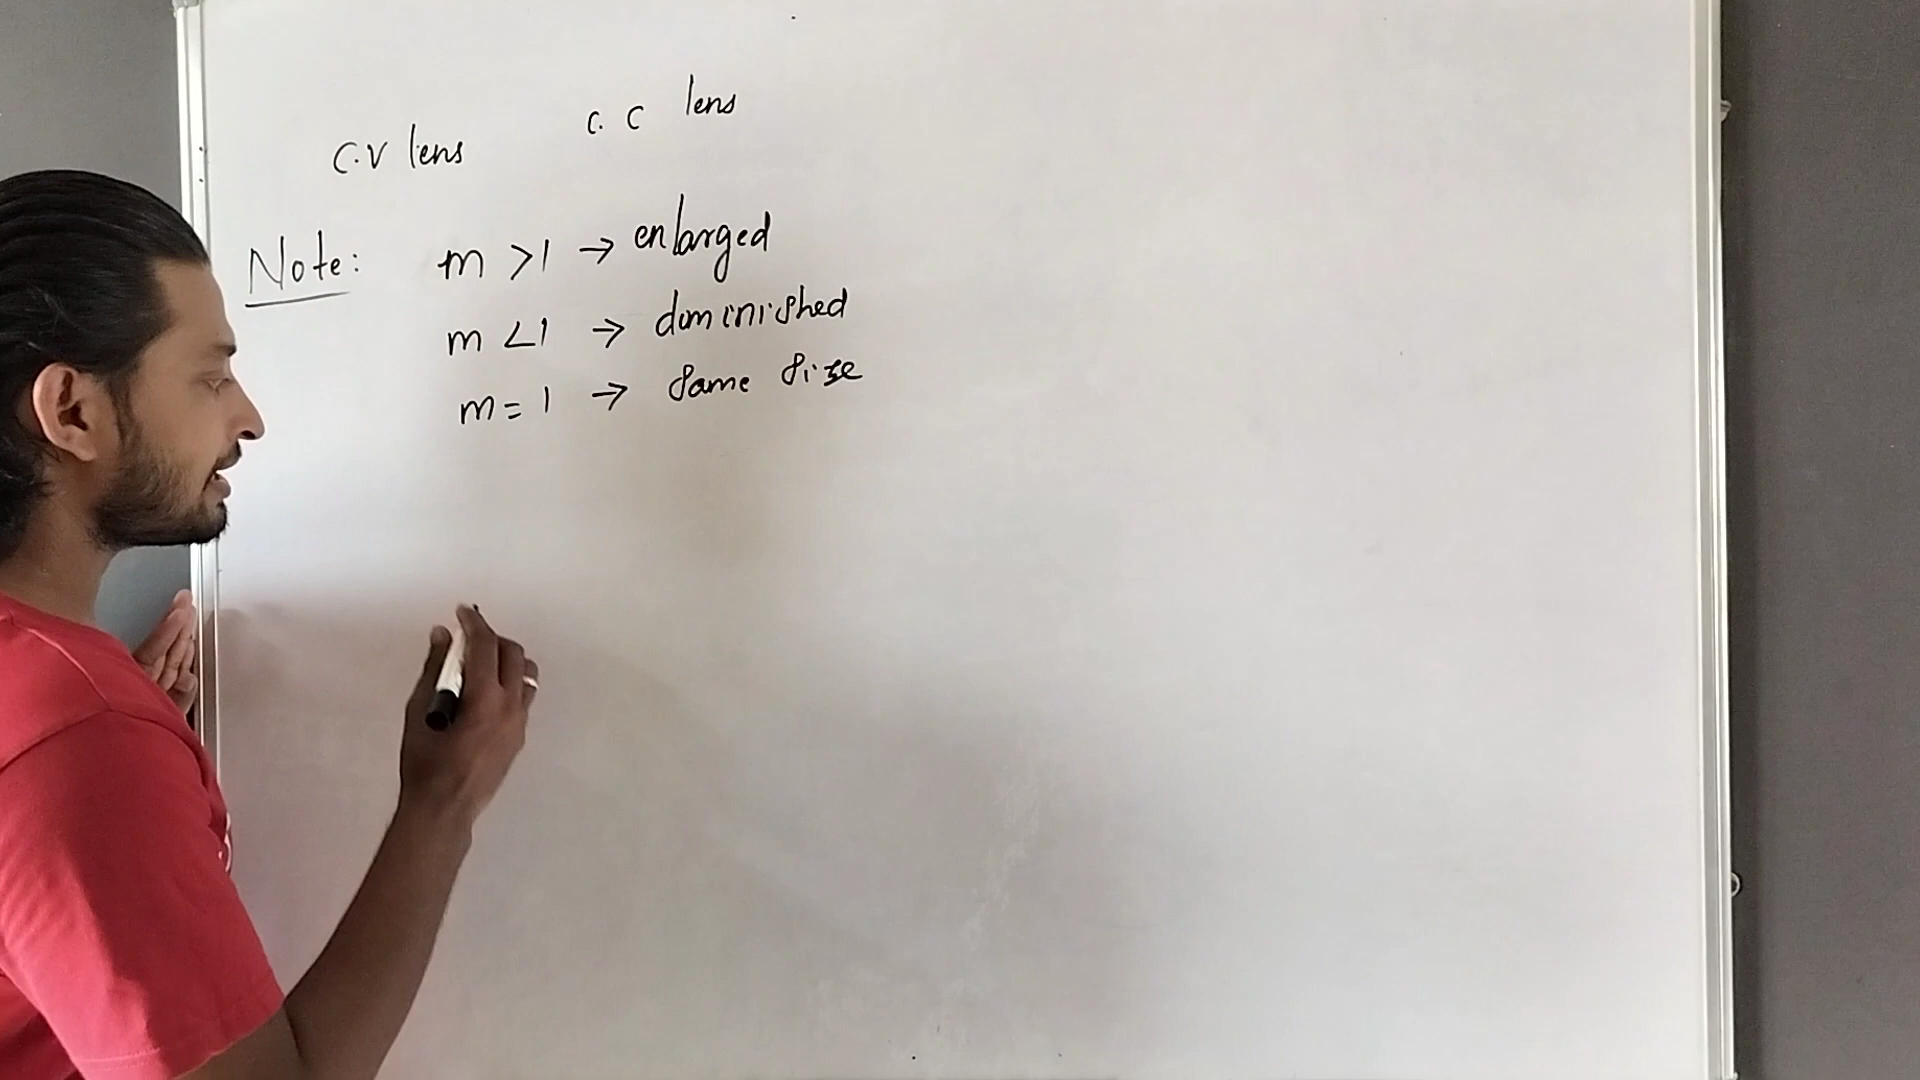 C.V lens
C. C lens
Note: m >1 → enlarged
m <1 → diminished
m = 1 → Same Size